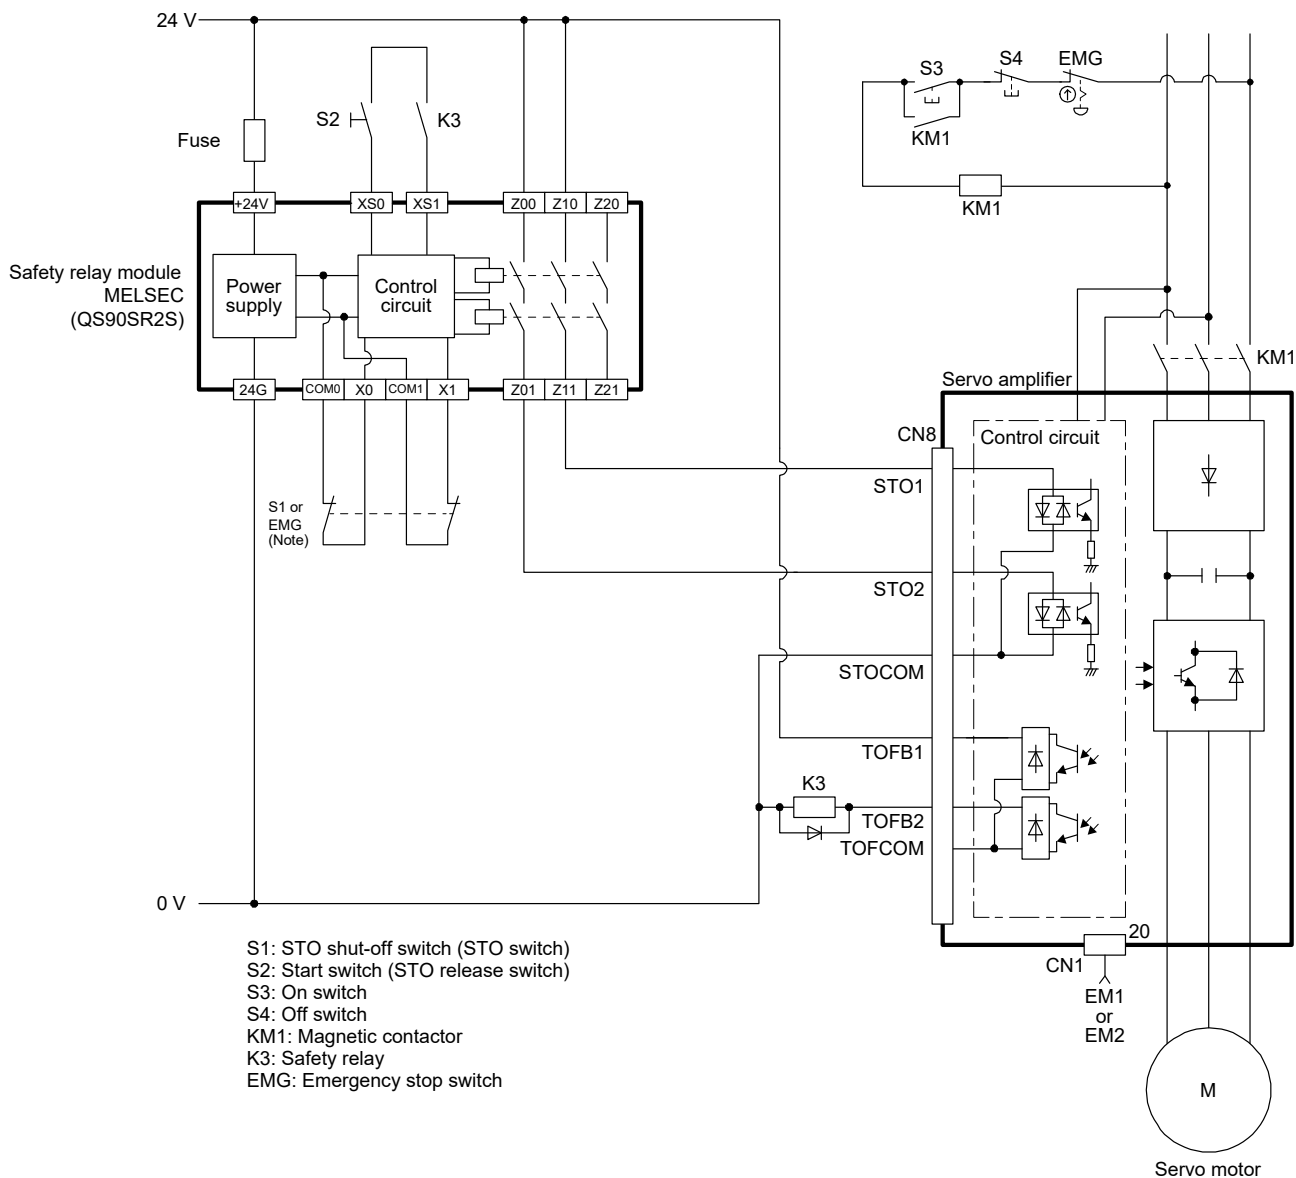 24 V
S3
S4
EMG
S2
K3
Fuse
KM1
KM1
+24V
XS0
XS1
Z00
Z10
Z20
Safety relay module
MELSEC
(QS90SR2S)
Power
supply
Control
circuit
KM1
Servo amplifier
24G
COM0
X0
COM1
X1
Z01
Z11
Z21
CN8
Control circuit
STO1
S1 or
EMG
(Note)
STO2
STOCOM
TOFB1
K3
TOFB2
TOFCOM
0 V
20
CN1
EM1
or
EM2
S1: STO shut-off switch (STO switch)
S2: Start switch (STO release switch)
S3: On switch
S4: Off switch
KM1: Magnetic contactor
K3: Safety relay
EMG: Emergency stop switch
M
Servo motor